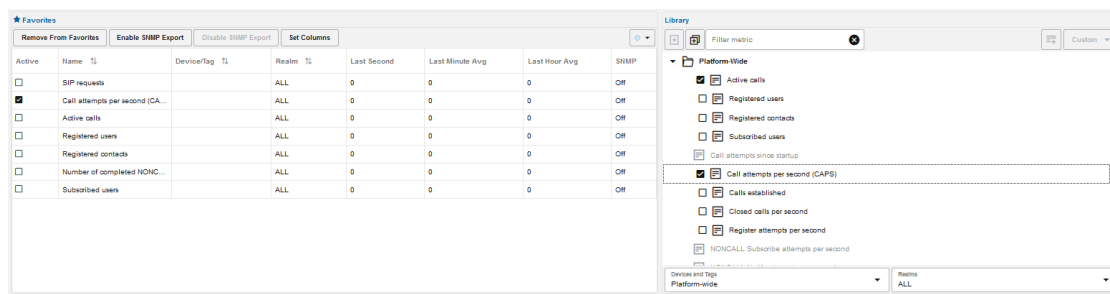 Favorites
Remove From Favorites Enable SNMP Export Disable SNMP Export Set Columns
Active Name Device/Tag Realm Last Second Last Minute Avg Last Hour Avg SNMP
SIP requests ALL 0 0 0 Off
Call attempts per second (CA... ALL 0 0 0 Off
Active calls ALL 0 0 0 Off
Registered users ALL 0 0 0 Off
Registered contacts ALL 0 0 0 Off
Number of completed NONC... ALL 0 0 0 Off
Subscribed users ALL 0 0 0 Off
Library
Filter metric Custom
Platform-Wide
Active calls
Registered users
Registered contacts
Subscribed users
Call attempts since startup
Call attempts per second (CAPS)
Calls established
Closed calls per second
Register attempts per second
NONCALL Subscribe attempts per second
Devices and Tags
Platform-wide
Realms
ALL